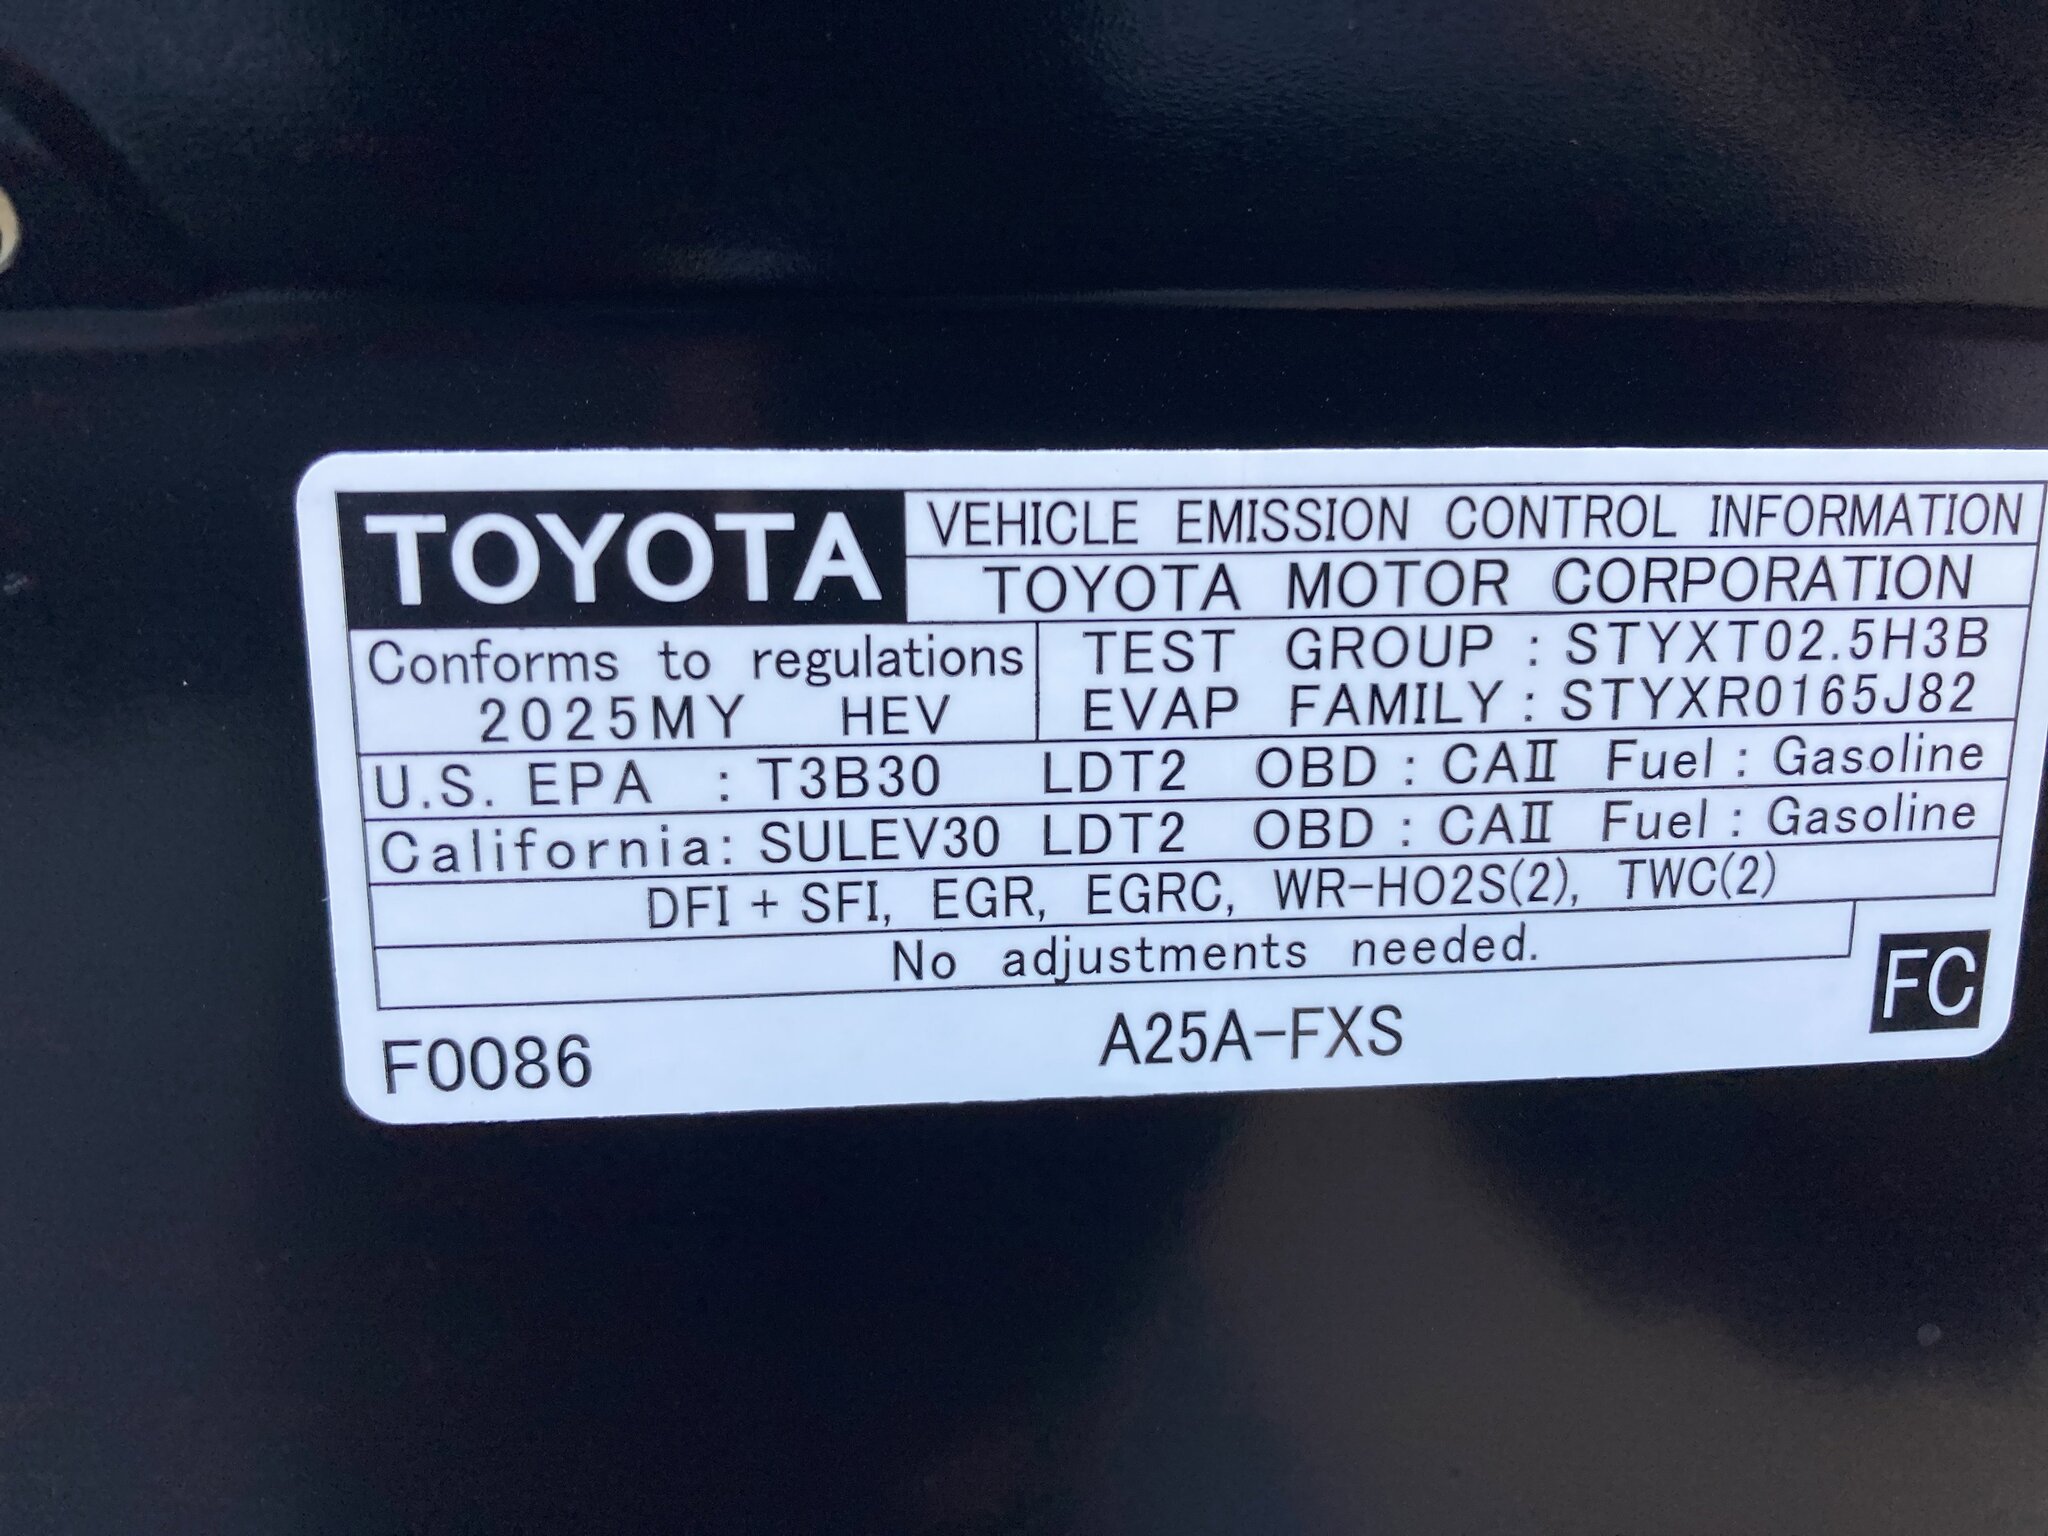 TOYOTA VEHICLE EMISSION CONTROL INFORMATION
TOYOTA MOTOR CORPORATION
Conforms to regulations
2025MY HEV
TEST GROUP : STYXT02.5H3B
EVAP FAMILY : STYXR0165J82
U.S. EPA : T3B30 LDT2 OBD : CAⅡ Fuel : Gasoline
California: SULEV30 LDT2 OBD : CAⅡ Fuel : Gasoline
DFI + SFI, EGR, EGRC, WR-HO2S(2), TWC(2)
No adjustments needed.
FC
F0086 A25A-FXS